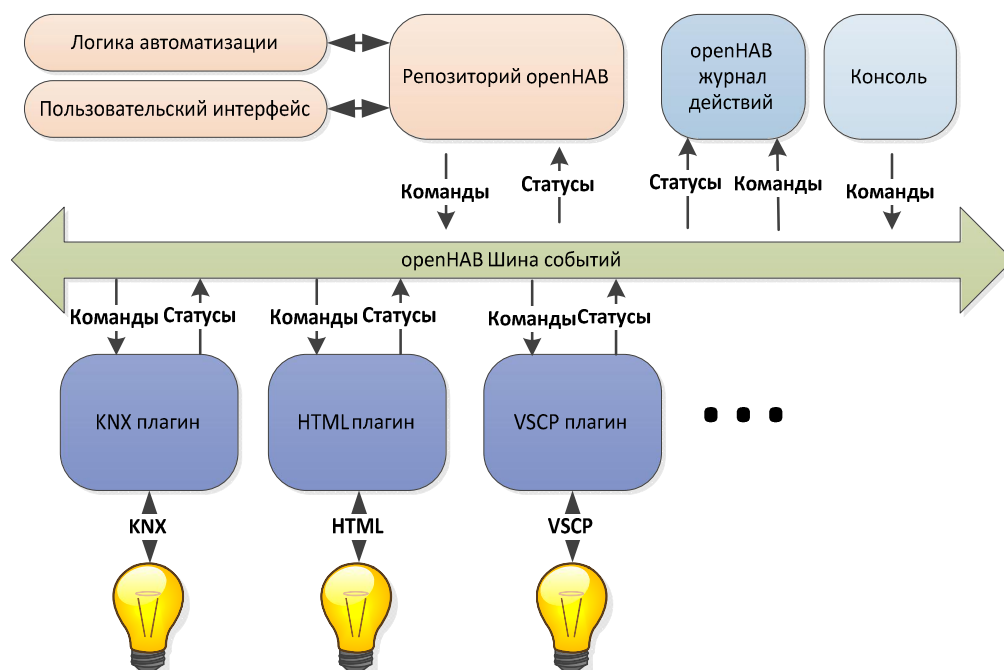 Логика автоматизации
Пользовательский интерфейс
Репозиторий openHAB
openHAB
журнал
действий
Консоль
Команды
Статусы
Статусы
Команды
Команды
openHAB Шина событий
Команды
Статусы
Команды
Статусы
Команды
Статусы
KNX плагин
HTML плагин
VSCP плагин
KNX
HTML
VSCP